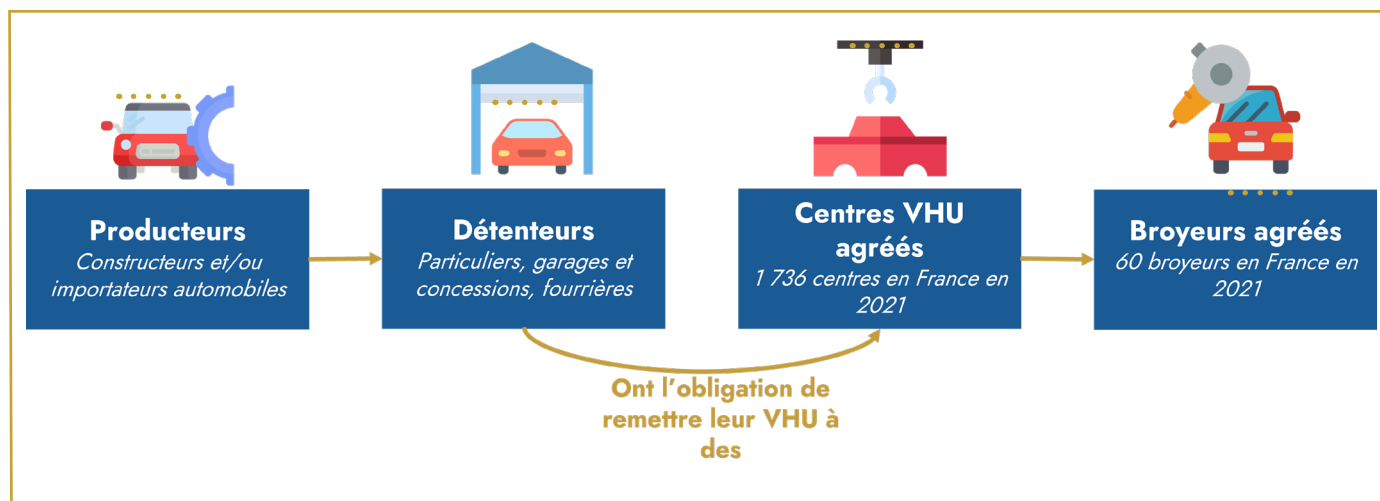 Producteurs
Constructeurs et/ou
importateurs automobiles
Détenteurs
Particuliers, garages et
concessions, fourrières
Centres VHU
agréés
1 736 centres en France en
2021
Broyeurs agréés
60 broyeurs en France en
2021
Ont l’obligation de
remettre leur VHU à
des